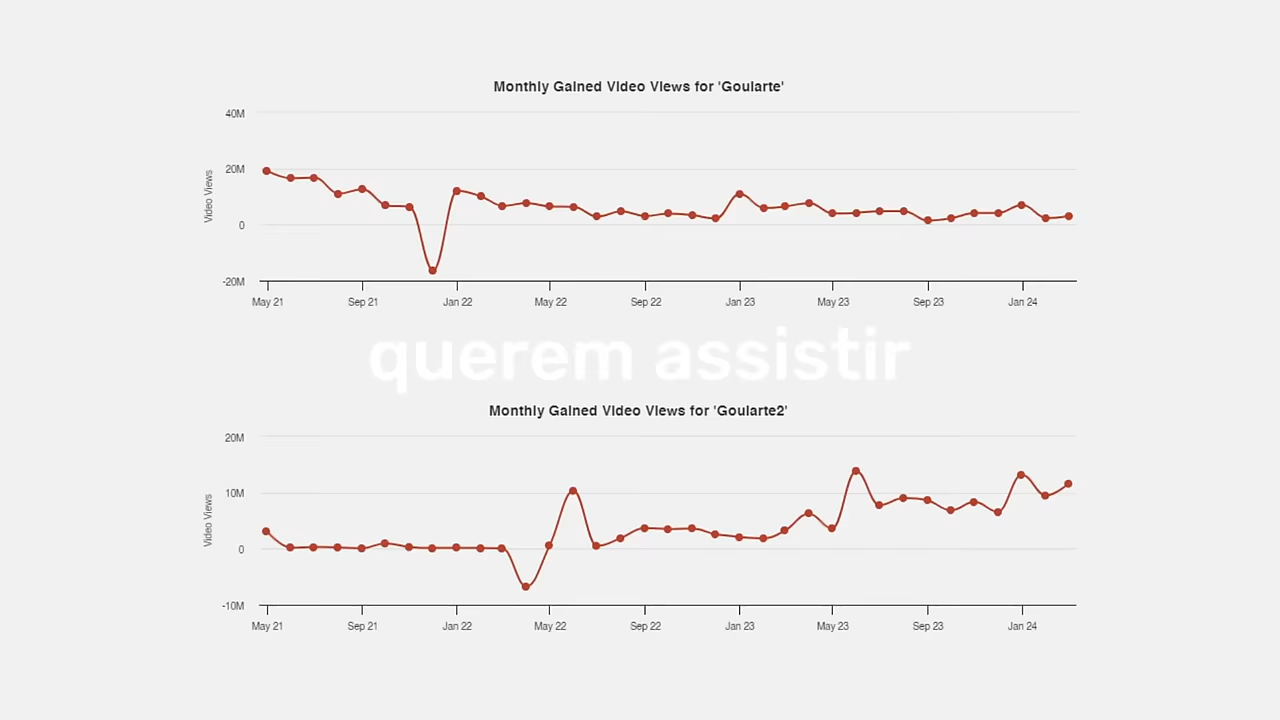 Monthly Gained Video Views for 'Goularte'
40M
20M
0
-20M
Video Views
May 21 Sep 21 Jan 22 May 22 Sep 22 Jan 23 May 23 Sep 23 Jan 24
querem assistir
Monthly Gained Video Views for 'Goularte2'
20M
10M
0
-10M
Video Views
May 21 Sep 21 Jan 22 May 22 Sep 22 Jan 23 May 23 Sep 23 Jan 24